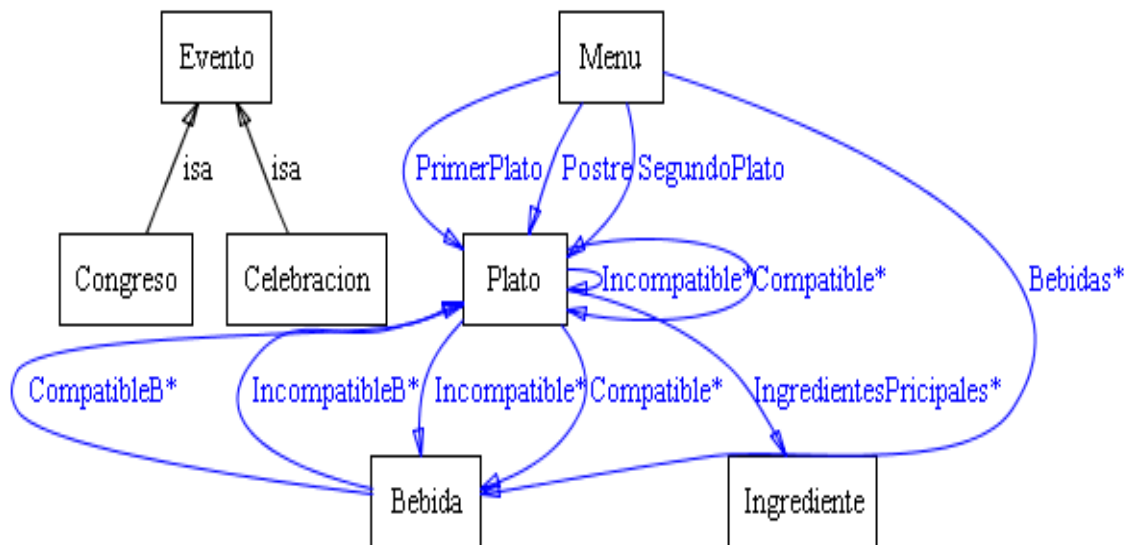 Evento
Menu
isa
isa
PrimerPlato
Postre
SegundoPlato
Congreso
Celebracion
Plato
Incompatible*
Compatible*
Bebidas*
CompatibleB*
IncompatibleB*
Incompatible*
Compatible*
IngredientesPricipales*
Bebida
Ingrediente